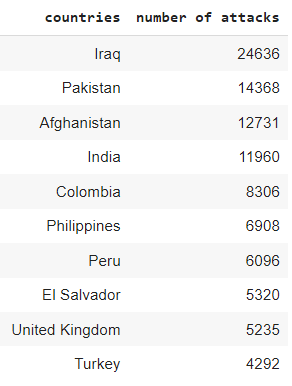 countries number of attacks
Iraq 24636
Pakistan 14368
Afghanistan 12731
India 11960
Colombia 8306
Philippines 6908
Peru 6096
El Salvador 5320
United Kingdom 5235
Turkey 4292